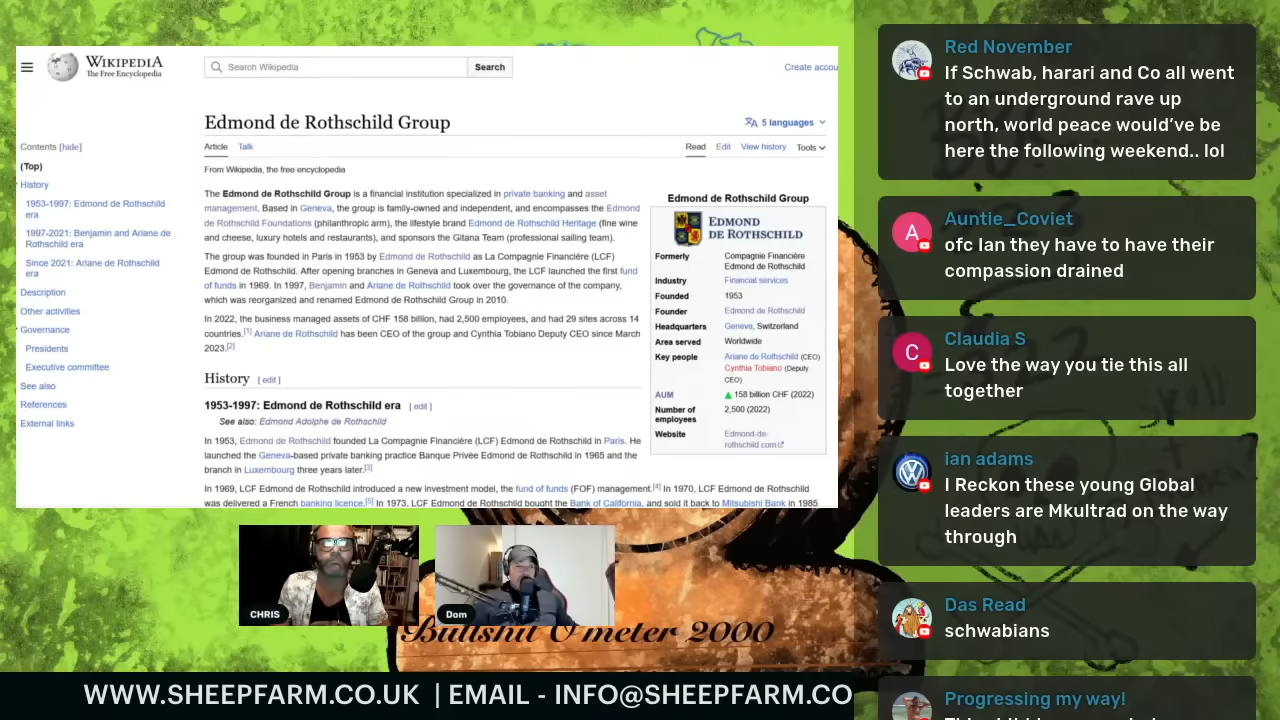 WIKIPEDIA
The Free Encyclopedia
Search Wikipedia
Search
Create accou
Edmond de Rothschild Group
5 languages
Article Talk
Read Edit View history Tools
From Wikipedia, the free encyclopedia
Contents [hide]
(Top)
History
1953-1997: Edmond de Rothschild
era
1997-2021: Benjamin and Ariane de
Rothschild era
Since 2021: Ariane de Rothschild
era
Description
Other activities
Governance
Presidents
Executive committee
See also
References
External links
The Edmond de Rothschild Group is a financial institution specialized in private banking and asset
management. Based in Geneva, the group is family-owned and independent, and encompasses the Edmond
de Rothschild Foundations (philanthropic arm), the lifestyle brand Edmond de Rothschild Heritage (fine wine
and cheese, luxury hotels and restaurants), and sponsors the Gitana Team (professional sailing team).
The group was founded in Paris in 1953 by Edmond de Rothschild as La Compagnie Financière (LCF)
Edmond de Rothschild. After opening branches in Geneva and Luxembourg, the LCF launched the first fund
of funds in 1969. In 1997, Benjamin and Ariane de Rothschild took over the governance of the company,
which was reorganized and renamed Edmond de Rothschild Group in 2010.
In 2022, the business managed assets of CHF 158 billion, had 2,500 employees, and had 29 sites across 14
countries.[1] Ariane de Rothschild has been CEO of the group and Cynthia Tobiano Deputy CEO since March
2023.[2]
History [ edit ]
1953-1997: Edmond de Rothschild era [ edit ]
See also: Edmond Adolphe de Rothschild
In 1953, Edmond de Rothschild founded La Compagnie Financière (LCF) Edmond de Rothschild in Paris. He
launched the Geneva-based private banking practice Banque Privée Edmond de Rothschild in 1965 and the
branch in Luxembourg three years later.[3]
In 1969, LCF Edmond de Rothschild introduced a new investment model, the fund of funds (FOF) management.[4] In 1970, LCF Edmond de Rothschild
was delivered a French banking licence.[5] In 1973, LCF Edmond de Rothschild bought the Bank of California, and sold it back to Mitsubishi Bank in 1985
Edmond de Rothschild Group
EDMOND
DE ROTHSCHILD
Formerly Compagnie Financière
Edmond de Rothschild
Industry Financial services
Founded 1953
Founder Edmond de Rothschild
Headquarters Geneva, Switzerland
Area served Worldwide
Key people Ariane de Rothschild (CEO)
Cynthia Tobiano (Deputy
CEO)
AUM ▲ 158 billion CHF (2022)
Number of 2,500 (2022)
employees
Website Edmond-de-
rothschild.com
CHRIS
Dom
Bullshit O meter 2000
WWW.SHEEPFARM.CO.UK | EMAIL - INFO@SHEEPFARM.CO
Red November
If Schwab, harari and Co all went
to an underground rave up
north, world peace would’ve be
here the following weekend.. lol
A
Auntie_Coviet
ofc Ian they have to have their
compassion drained
C
Claudia S
Love the way you tie this all
together
ian adams
I Reckon these young Global
leaders are Mkultrad on the way
through
Das Read
schwabians
Progressing my way!